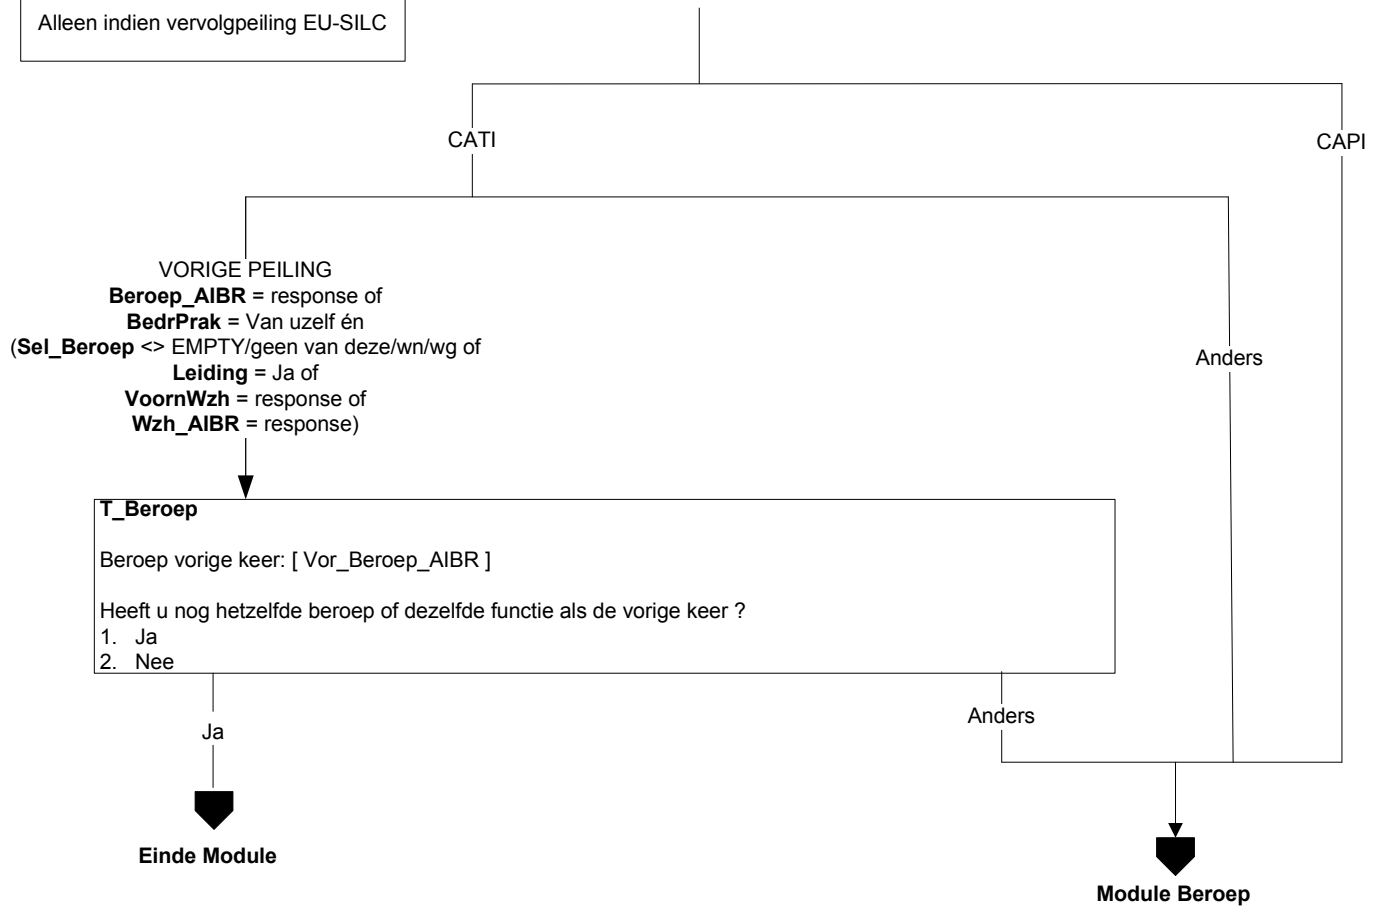 Alleen indien vervolgpeiling EU-SILC
CATI
CAPI
VORIGE PEILING
Beroep_AIBR = response of
BedrPrak = Van uzelf én
(Sel_Beroep <> EMPTY/geen van deze/wn/wg of
Leiding = Ja of
VoornWzh = response of
Wzh_AIBR = response)
Anders
T_Beroep
Beroep vorige keer: [ Vor_Beroep_AIBR ]
Heeft u nog hetzelfde beroep of dezelfde functie als de vorige keer ?
1. Ja
2. Nee
Ja
Anders
Einde Module
Module Beroep